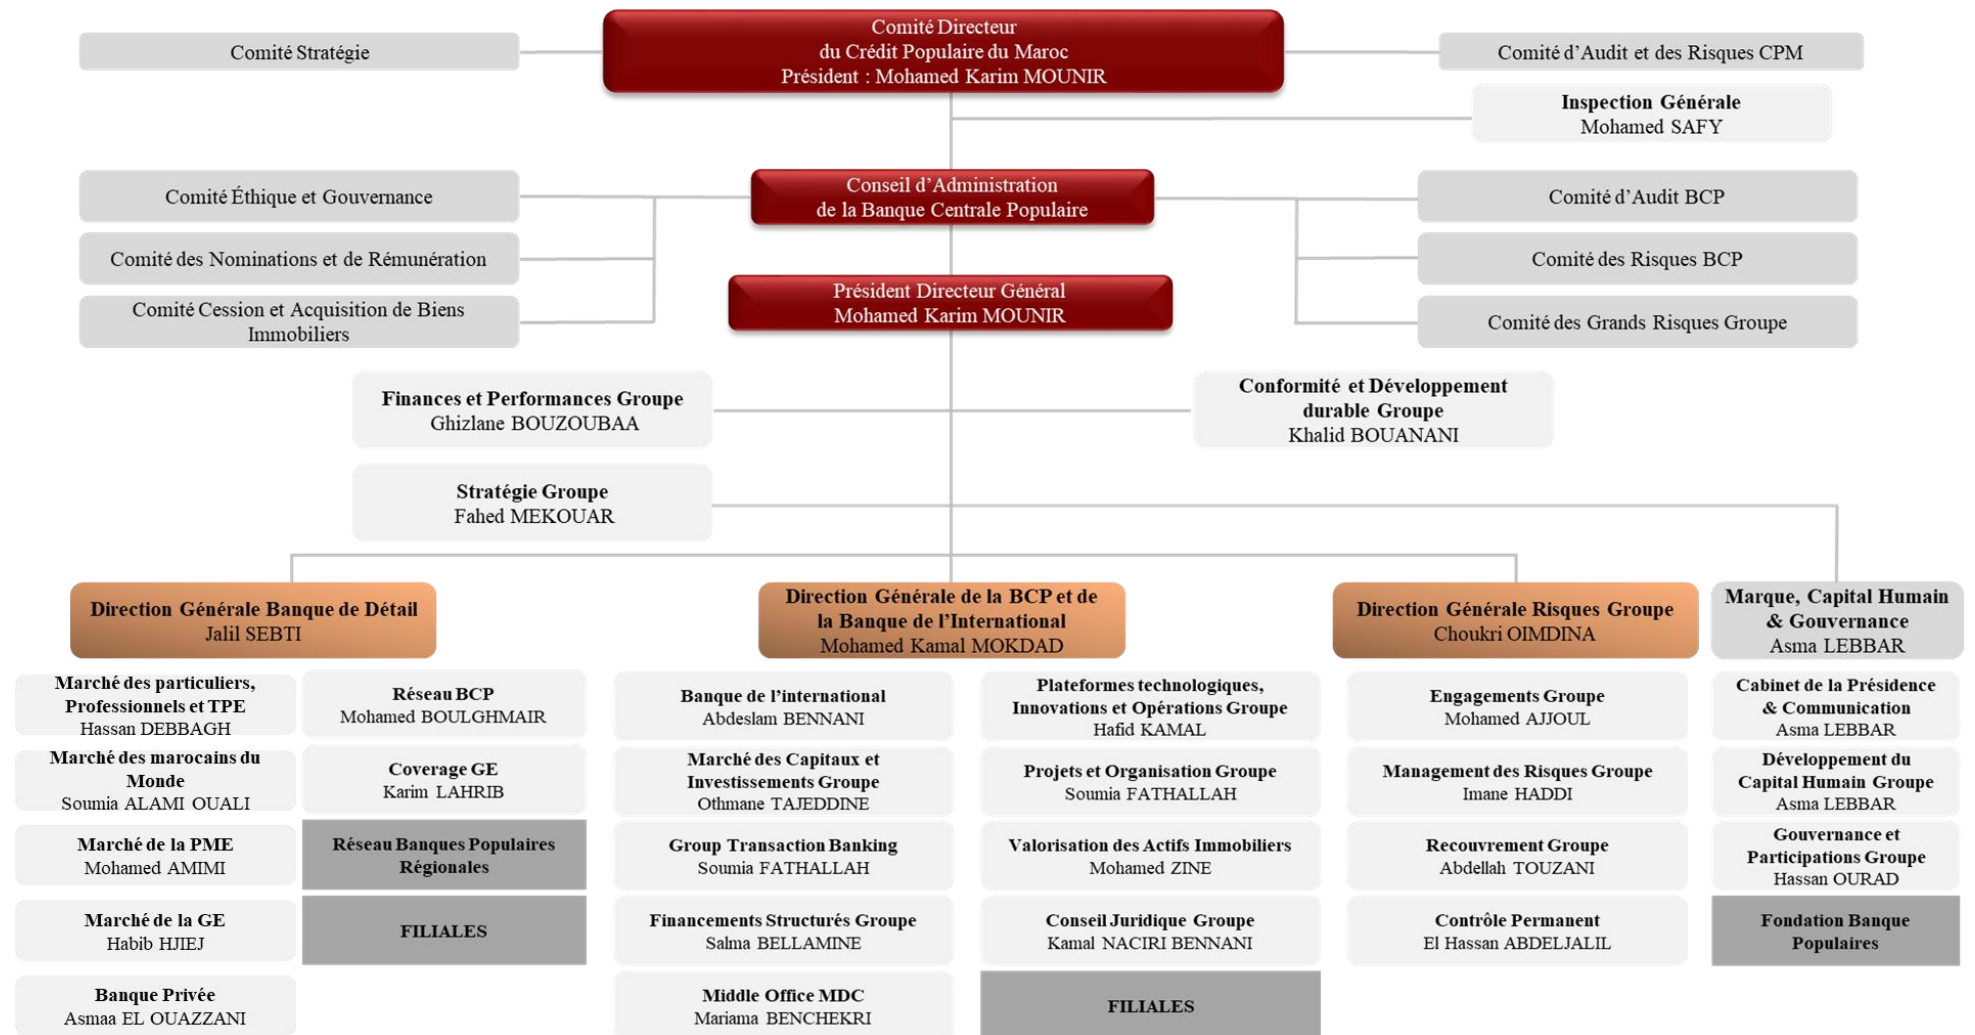 Comité Directeur
du Crédit Populaire du Maroc
Président : Mohamed Karim MOUNIR
Comité Stratégie
Comité d’Audit et des Risques CPM
Inspection Générale
Mohamed SAFY
Conseil d’Administration
de la Banque Centrale Populaire
Comité Éthique et Gouvernance
Comité des Nominations et de Rémunération
Comité Cession et Acquisition de Biens
Immobiliers
Comité d’Audit BCP
Comité des Risques BCP
Comité des Grands Risques Groupe
Président Directeur Général
Mohamed Karim MOUNIR
Finances et Performances Groupe
Ghizlane BOUZOUBAA
Conformité et Développement
durable Groupe
Khalid BOUANANI
Stratégie Groupe
Fahed MEKOUAR
Direction Générale Banque de Détail
Jalil SEBTI
Marché des particuliers,
Professionnels et TPE
Hassan DEBBAGH
Marché des marocains du
Monde
Soumia ALAMI OUALI
Marché de la PME
Mohamed AMIMI
Marché de la GE
Habib HJIEJ
Banque Privée
Asmaa EL OUAZZANI
Réseau BCP
Mohamed BOULGHMAIR
Coverage GE
Karim LAHRIB
Réseau Banques Populaires
Régionales
FILIALES
Direction Générale de la BCP et de
la Banque de l’International
Mohamed Kamal MOKDAD
Banque de l’international
Abdeslam BENNANI
Marché des Capitaux et
Investissements Groupe
Othmane TAJEDDINE
Group Transaction Banking
Soumia FATHALLAH
Financements Structurés Groupe
Salma BELLAMINE
Middle Office MDC
Mariama BENCHEKRI
Plateformes technologiques,
Innovations et Opérations Groupe
Hafid KAMAL
Projets et Organisation Groupe
Soumia FATHALLAH
Valorisation des Actifs Immobiliers
Mohamed ZINE
Conseil Juridique Groupe
Kamal NACIRI BENNANI
FILIALES
Direction Générale Risques Groupe
Choukri OIMDINA
Engagements Groupe
Mohamed AJJOUL
Management des Risques Groupe
Imane HADDI
Recouvrement Groupe
Abdellah TOUZANI
Contrôle Permanent
El Hassan ABDELJALIL
Marque, Capital Humain
& Gouvernance
Asma LEBBAR
Cabinet de la Présidence
& Communication
Asma LEBBAR
Développement du
Capital Humain Groupe
Asma LEBBAR
Gouvernance et
Participations Groupe
Hassan OURAD
Fondation Banque
Populaires